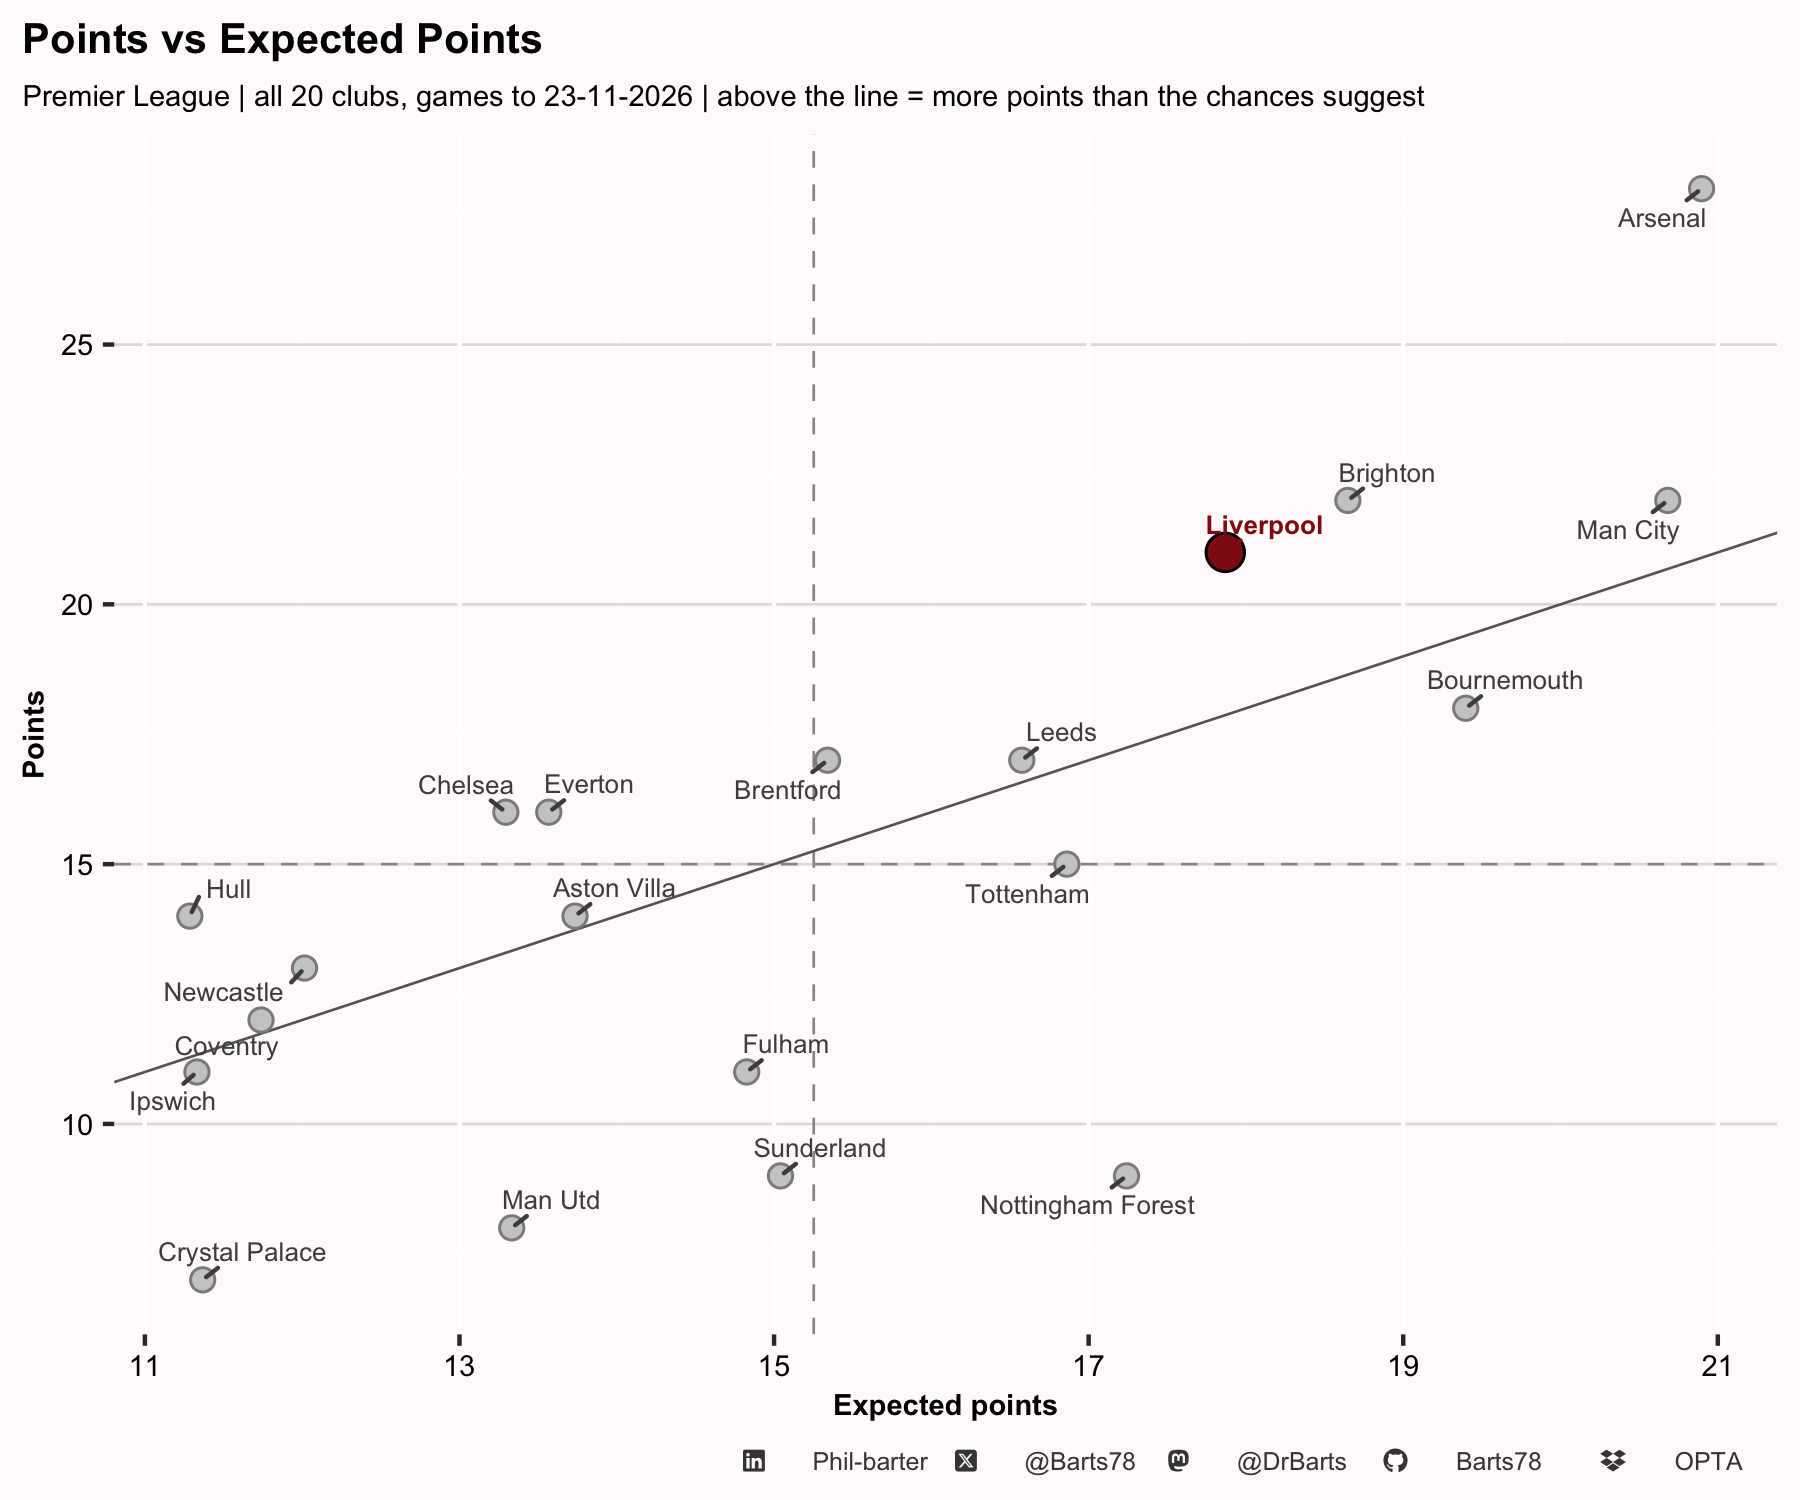 Points vs Expected Points
Premier League | all 20 clubs, games to 23-11-2026 | above the line = more points than the chances suggest
Arsenal
25
Brighton
Liverpool
Man City
20
Bournemouth
Points
Leeds
Chelsea
Everton
Brentford
15
Hull
Aston Villa
Tottenham
Newcastle
Coventry
Fulham
Ipswich
10
Sunderland
Man Utd
Nottingham Forest
Crystal Palace
11 13 15 17 19 21
Expected points
Phil-barter @Barts78 @DrBarts Barts78 OPTA